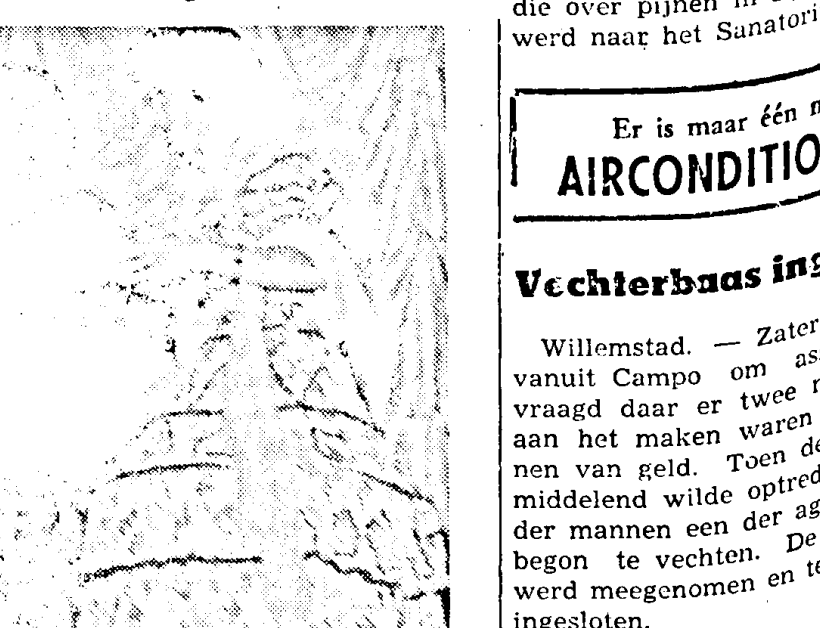 die over pijnen in
werd naar het Sanatori
Er is maar één
AIRCONDITIO
Vechterbaas ing
Willemstad. — Zater
vanuit Campo om as
vraagd daar er twee
aan het maken waren
nen van geld. Toen de
middelend wilde optred
der mannen een der ag
begon te vechten. De
werd meegenomen en te
ingesloten.